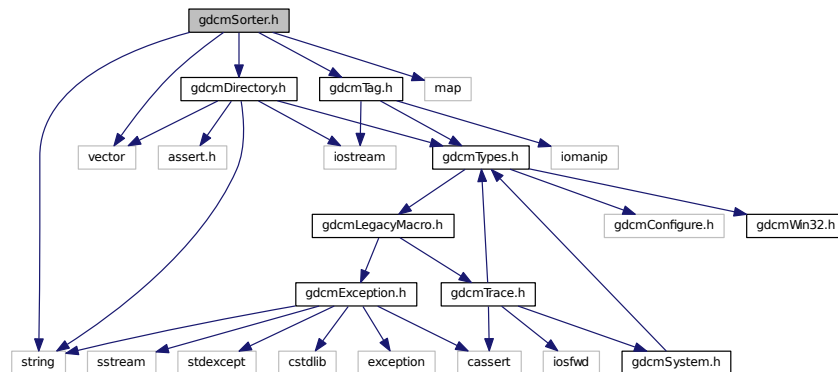 gdcmSorter.h
gdcmDirectory.h
gdcmTag.h
map
vector
assert.h
iostream
gdcmTypes.h
iomanip
gdcmLegacyMacro.h
gdcmConfigure.h
gdcmWin32.h
gdcmException.h
gdcmTrace.h
string
sstream
stdexcept
cstdlib
exception
cassert
iosfwd
gdcmSystem.h